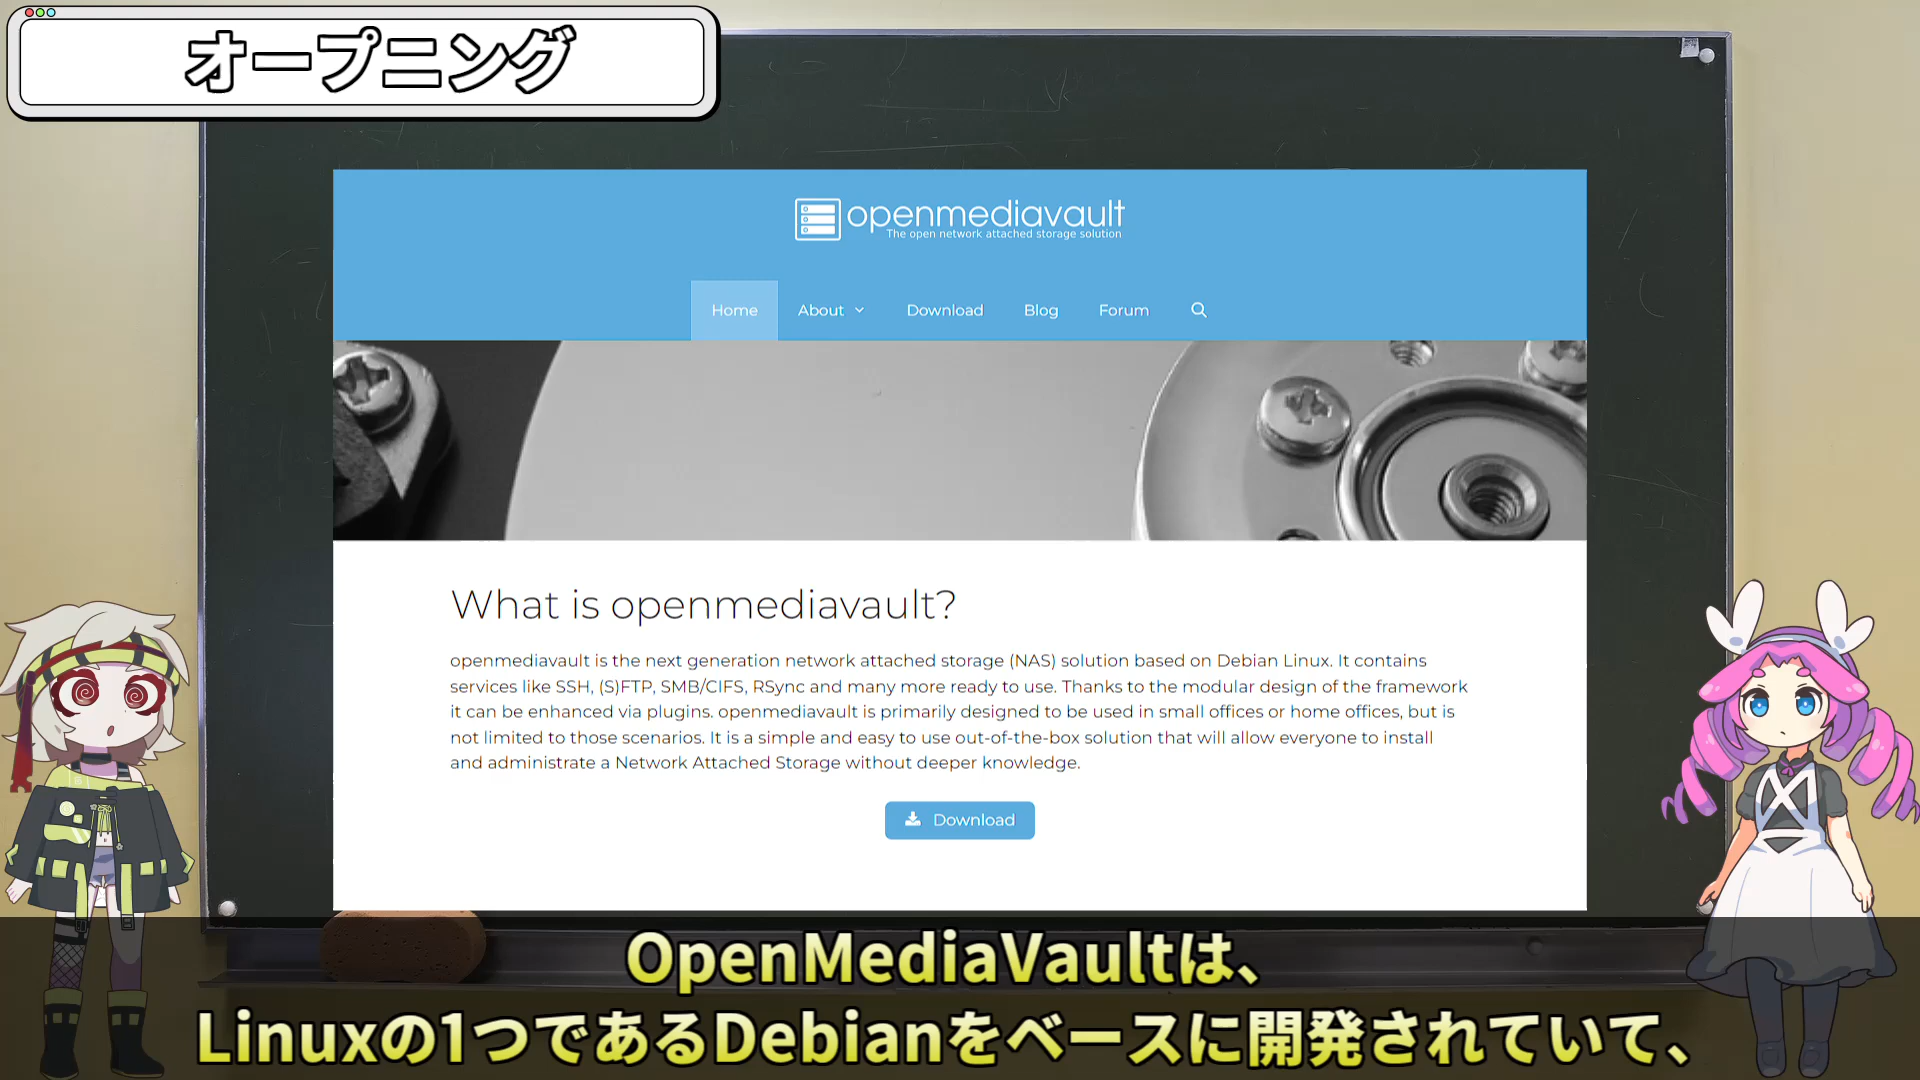 オープニング
openmediavault
The open network attached storage solution
Home About Download Blog Forum
What is openmediavault?
openmediavault is the next generation network attached storage (NAS) solution based on Debian Linux. It contains
services like SSH, (S)FTP, SMB/CIFS, RSync and many more ready to use. Thanks to the modular design of the framework
it can be enhanced via plugins. openmediavault is primarily designed to be used in small offices or home offices, but is
not limited to those scenarios. It is a simple and easy to use out-of-the-box solution that will allow everyone to install
and administrate a Network Attached Storage without deeper knowledge.
Download
OpenMediaVaultは、
Linuxの1つであるDebianをベースに開発されていて、